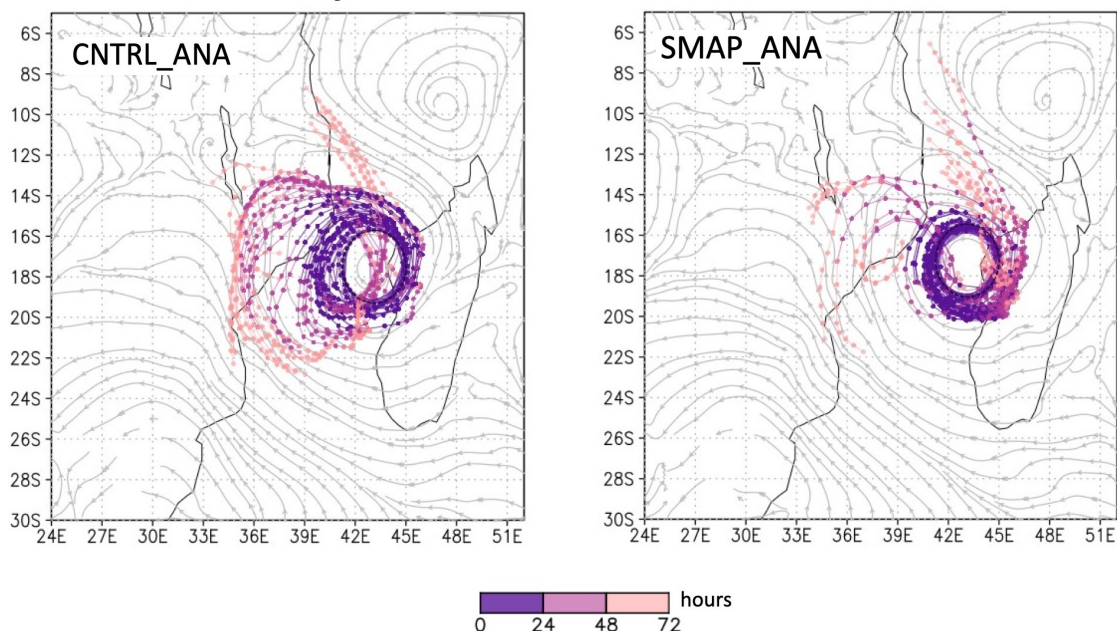 CNTRL_ANA
SMAP_ANA
6S
8S
10S
12S
14S
16S
18S
20S
22S
24S
26S
28S
30S
24E 27E 30E 33E 36E 39E 42E 45E 48E 51E
6S
8S
10S
12S
14S
16S
18S
20S
22S
24S
26S
28S
30S
24E 27E 30E 33E 36E 39E 42E 45E 48E 51E
hours
0 24 48 72